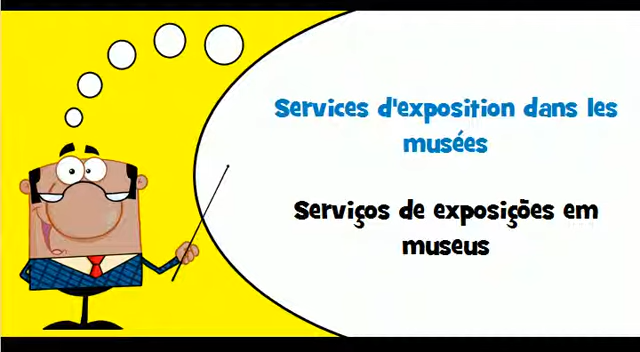 Services d'exposition dans les
musées
Serviços de exposições em
museus